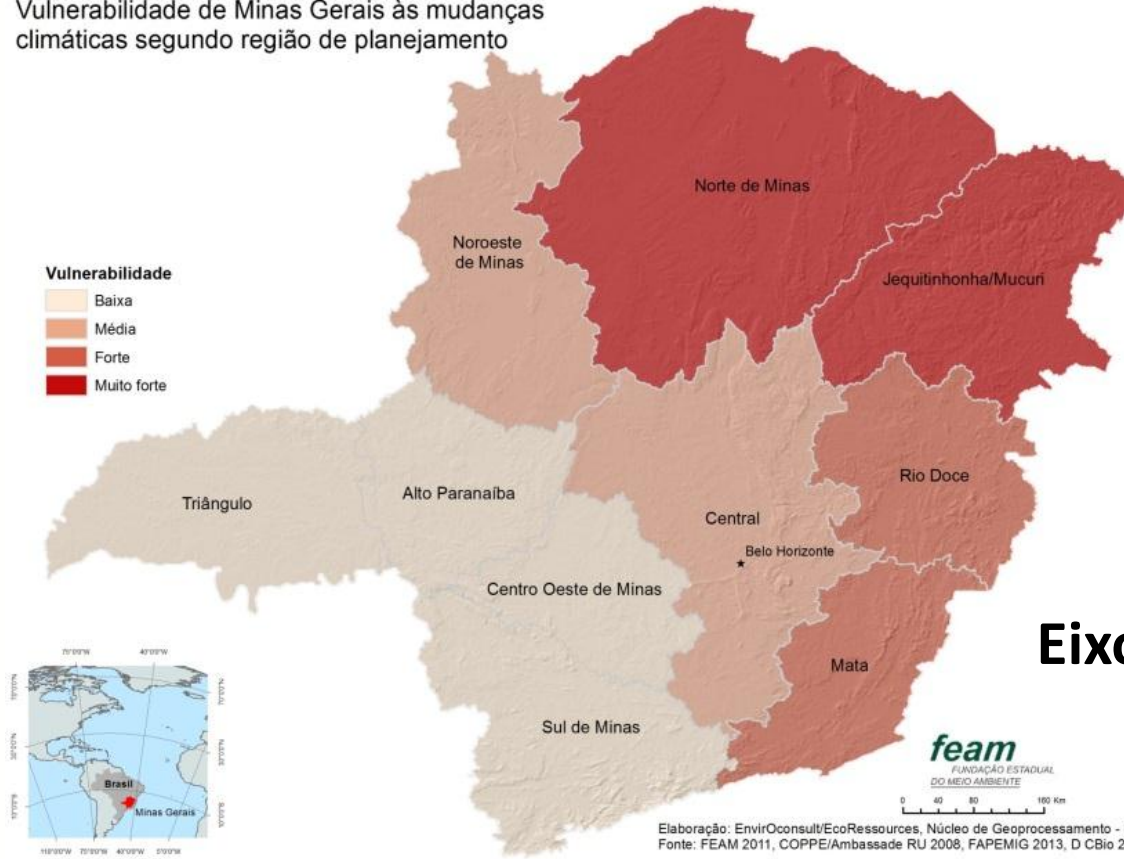 Vulnerabilidade de Minas Gerais às mudanças
climáticas segundo região de planejamento
Norte de Minas
Noroeste
de Minas
Jequitinhonha/Mucuri
Vulnerabilidade
Baixa
Média
Forte
Muito forte
Triângulo
Alto Paranaíba
Rio Doce
Central
Belo Horizonte
Centro Oeste de Minas
Eixo
Mata
Sul de Minas
feam
FUNDAÇÃO ESTADUAL
DO MEIO AMBIENTE
Brasil
Minas Gerais
0 40 80 160 Km
Elaboração: EnvirOconsult/EcoRessources, Núcleo de Geoprocessamento -
Fonte: FEAM 2011, COPPE/Ambassade RU 2008, FAPEMIG 2013, D CBio 2